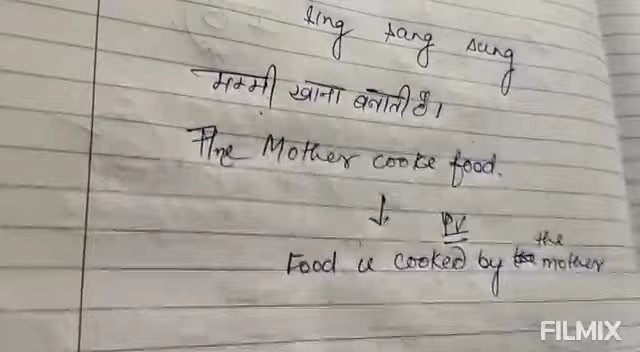 sing sang sung
मम्मी खाना बनाती है।
The Mother cooks food.
↓ PV
Food is cooked by the mother
FILMIX